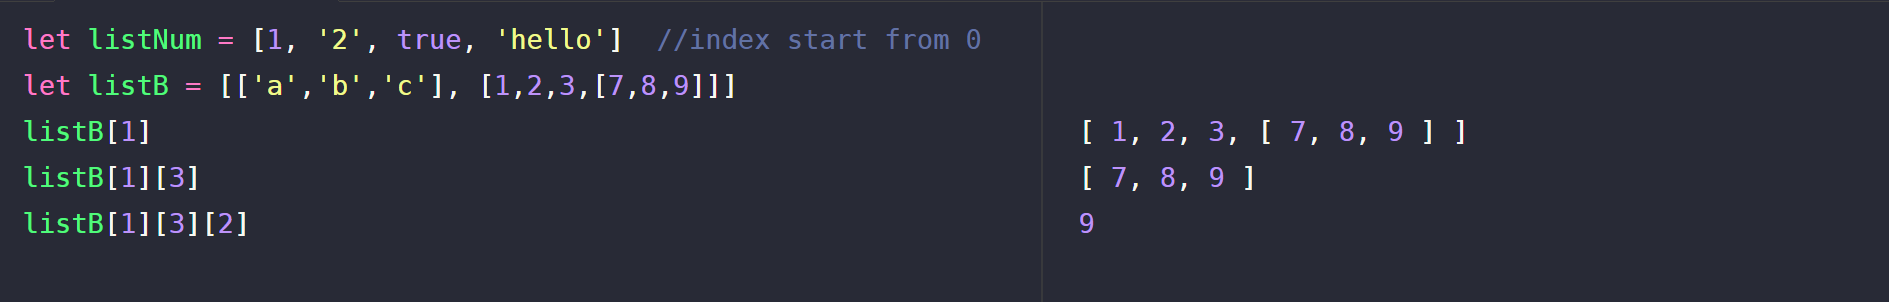 let listNum = [1, '2', true, 'hello']  //index start from 0
let listB = [['a','b','c'], [1,2,3,[7,8,9]]]
listB[1]
[ 1, 2, 3, [ 7, 8, 9 ] ]
listB[1][3]
[ 7, 8, 9 ]
listB[1][3][2]
9